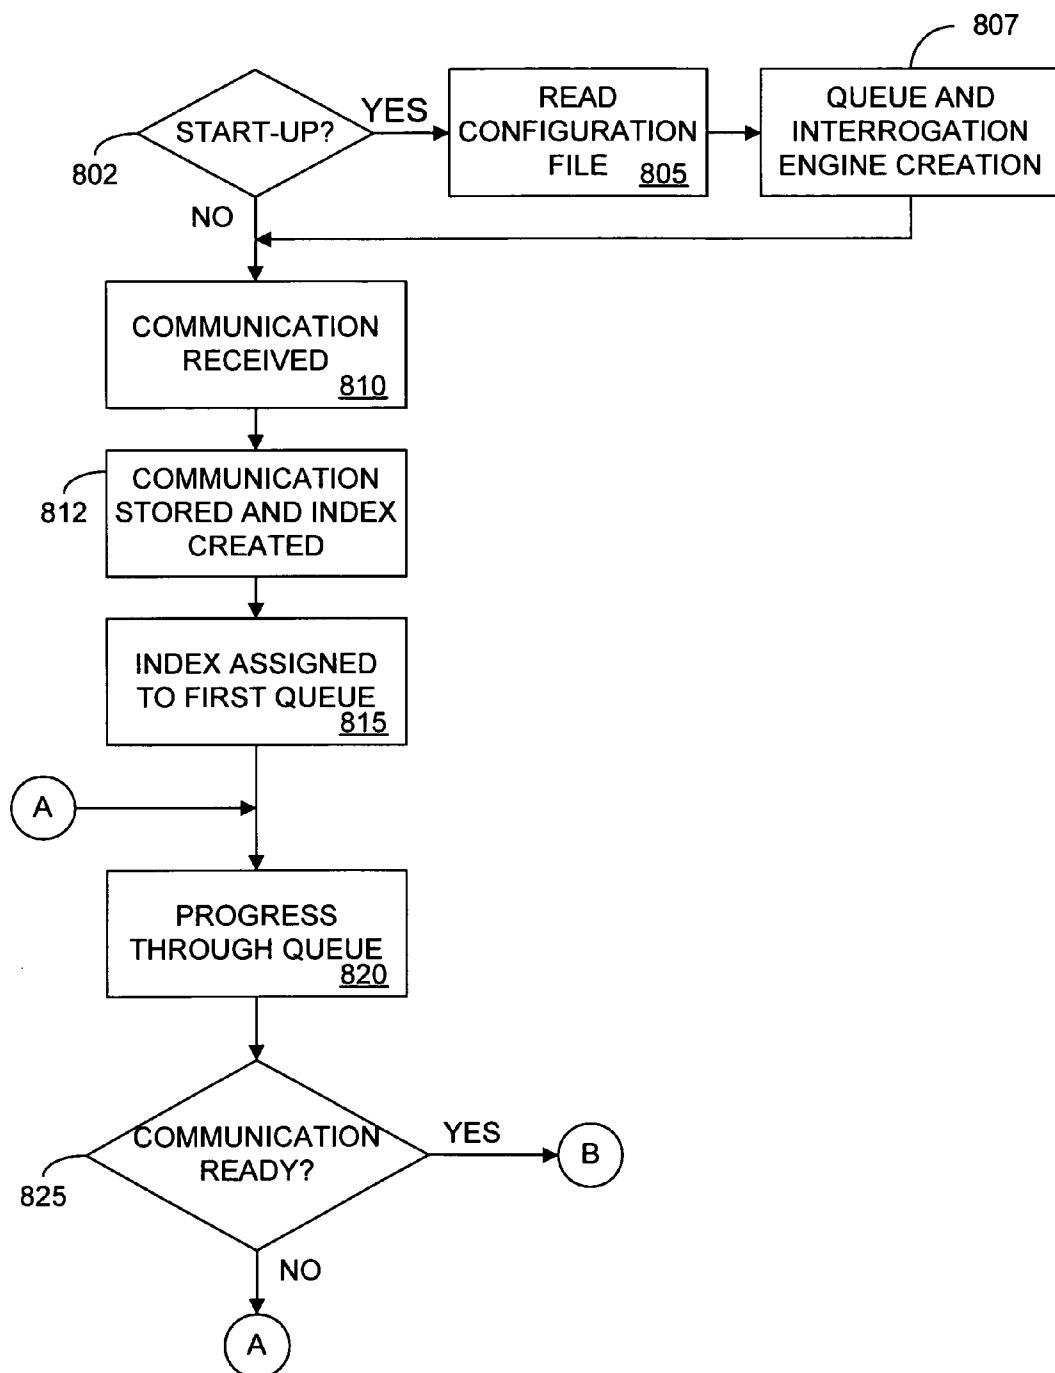 807
START-UP?
YES
READ
CONFIGURATION
FILE
805
QUEUE AND
INTERROGATION
ENGINE CREATION
802
NO
COMMUNICATION
RECEIVED
810
812
COMMUNICATION
STORED AND INDEX
CREATED
INDEX ASSIGNED
TO FIRST QUEUE
815
A
PROGRESS
THROUGH QUEUE
820
COMMUNICATION
READY?
YES
B
825
NO
A